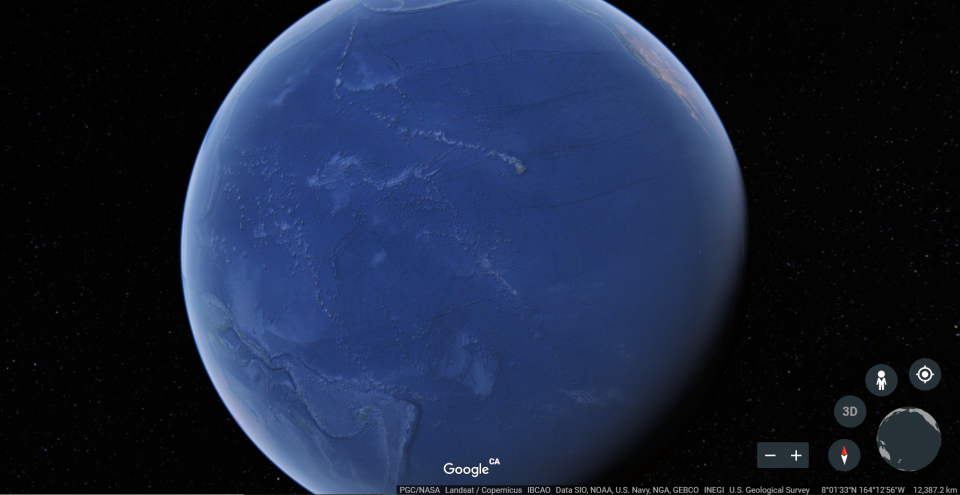 3D
Google CA
PGC/NASA Landsat / Copernicus IBCAO Data SIO, NOAA, U.S. Navy, NGA, GEBCO INEGI U.S. Geological Survey 8°01'33"N 164°12'56"W 12,387.2 km